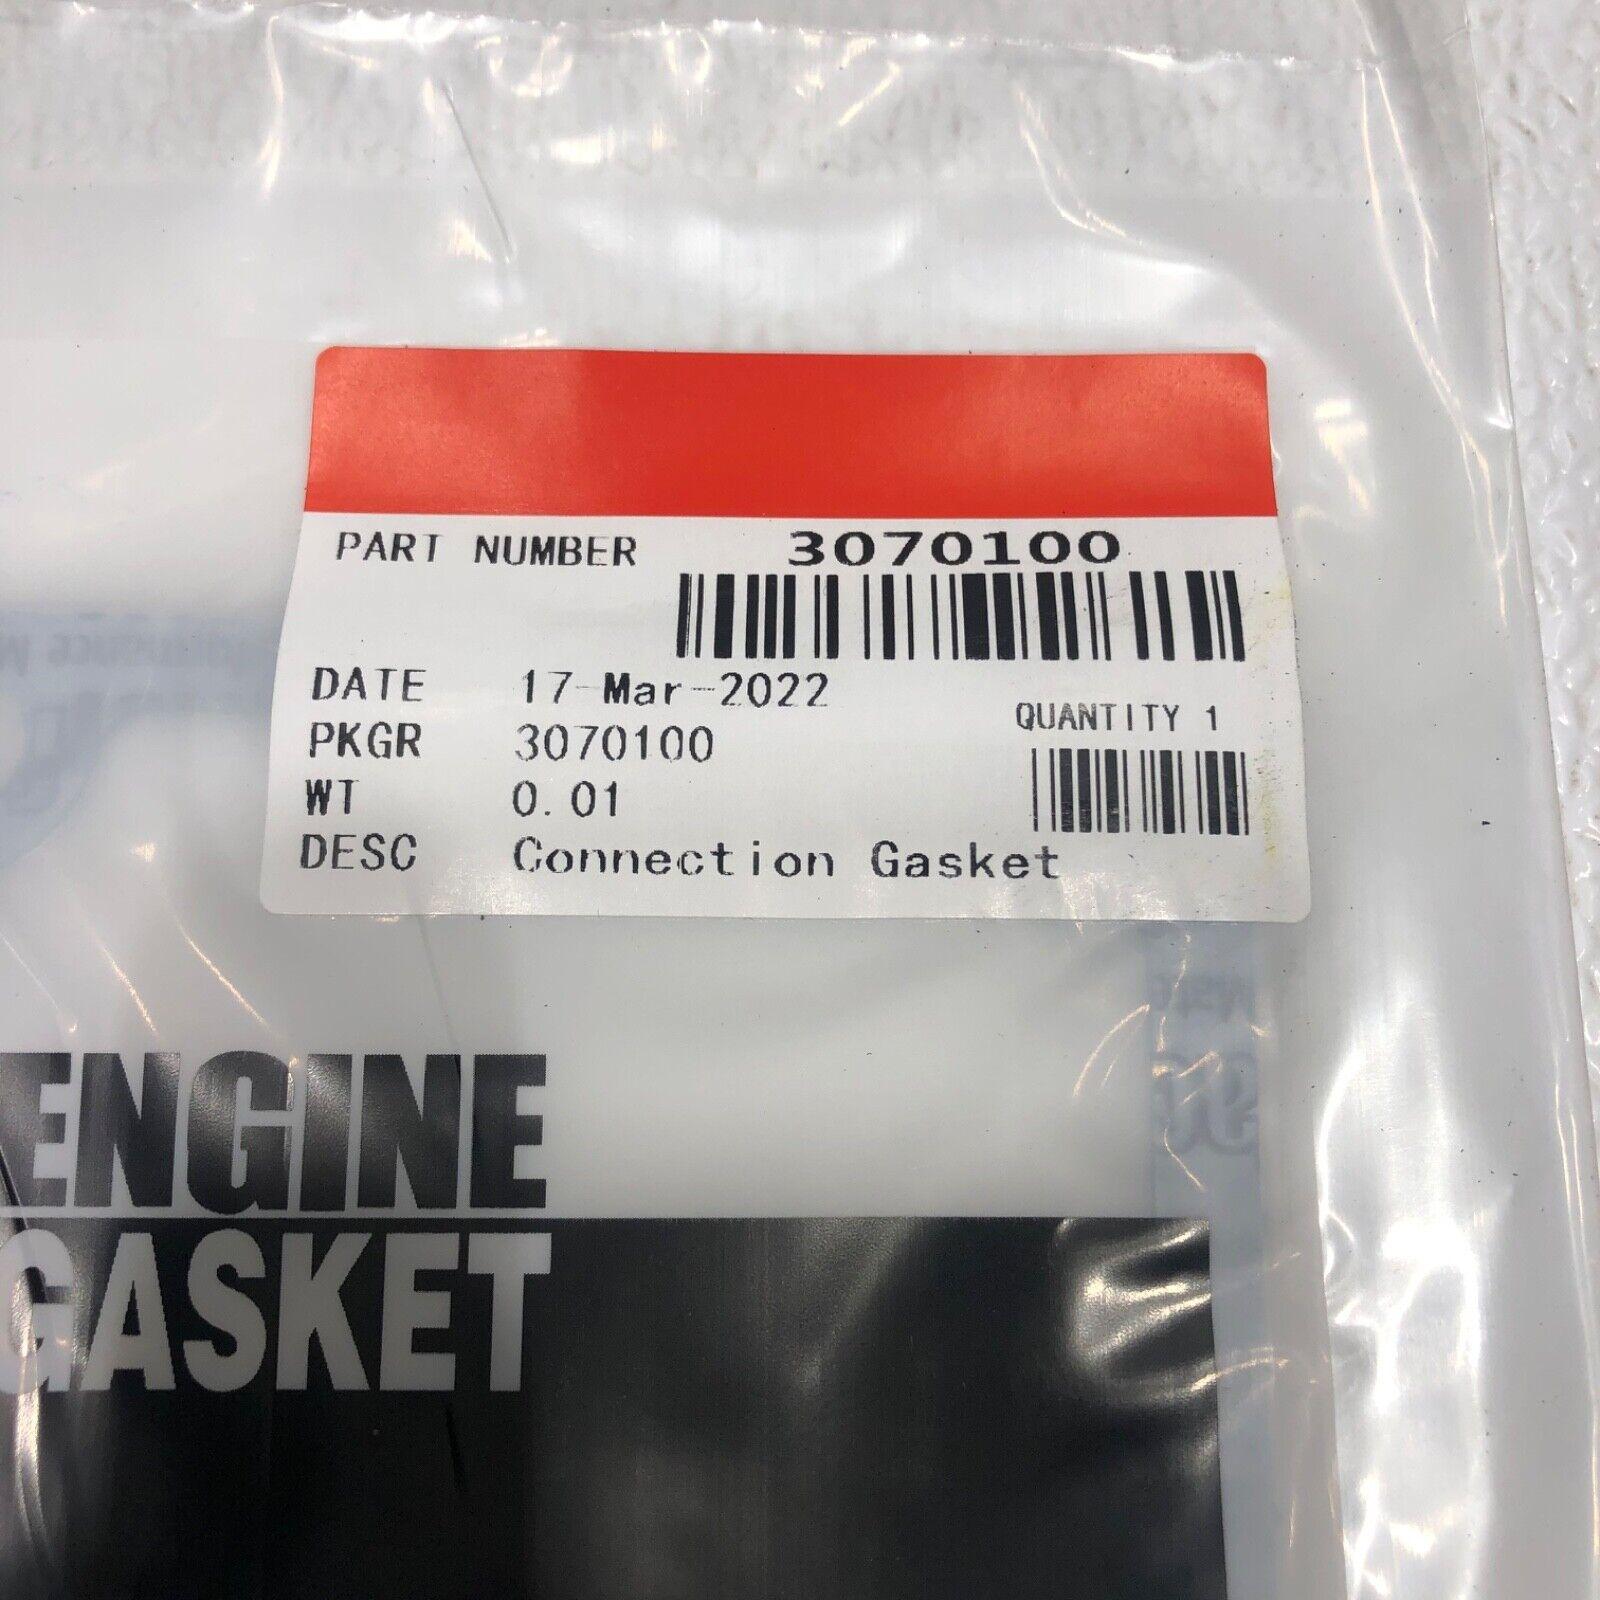 PART NUMBER 3070100
DATE 17-Mar-2022
QUANTITY 1
PKGR 3070100
WT 0.01
DESC Connection Gasket
ENGINE
GASKET